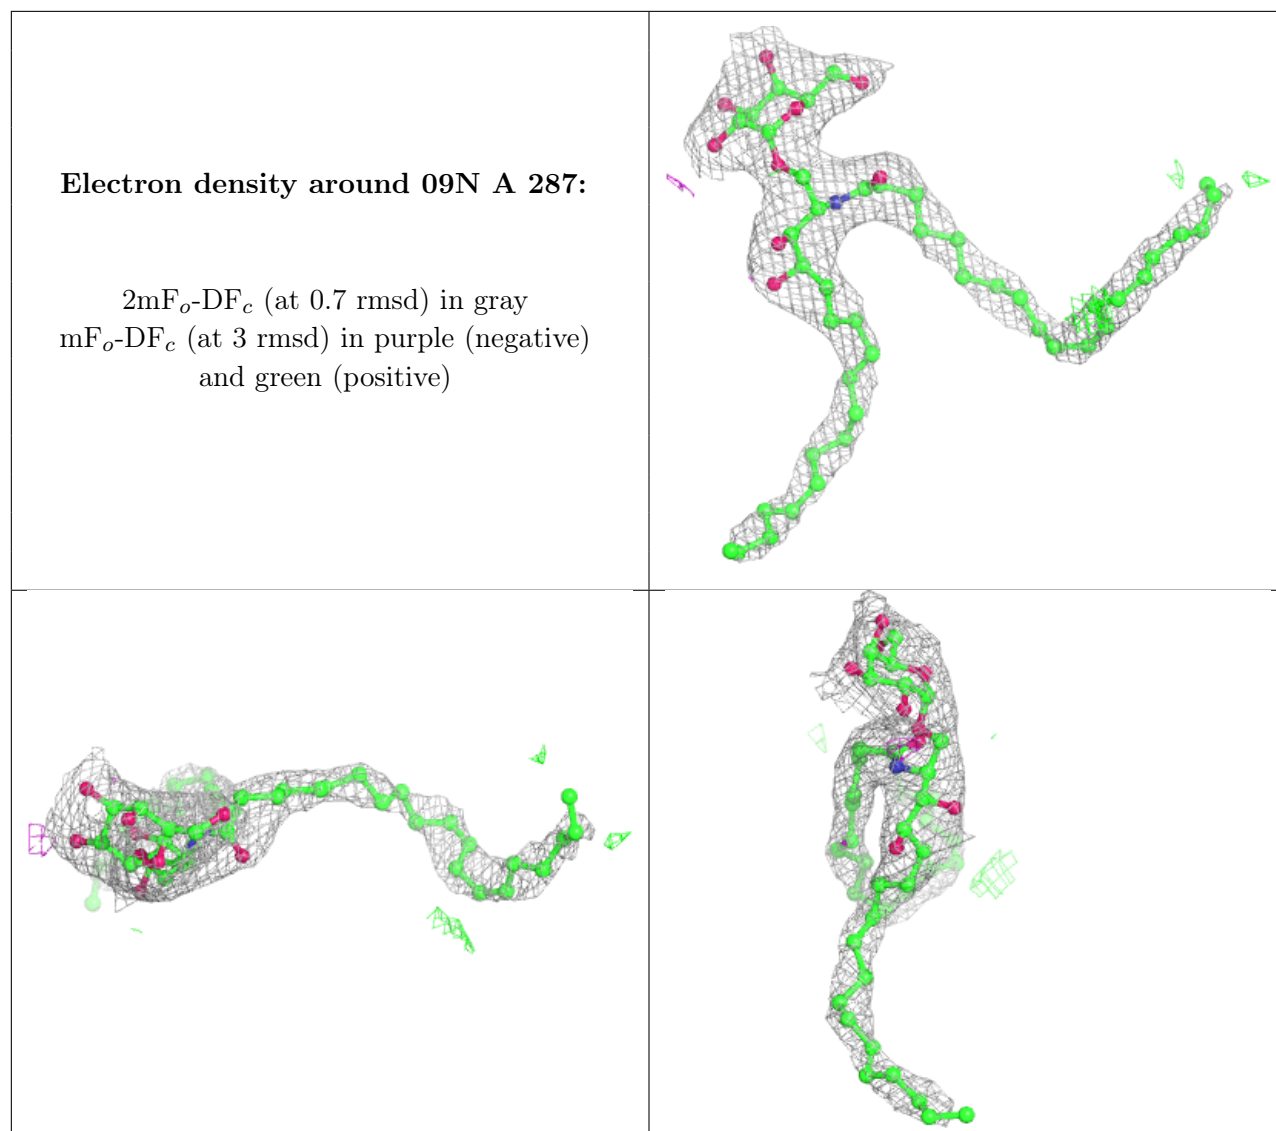 Electron density around 09N A 287:
2mFo-DFc (at 0.7 rmsd) in gray
mFo-DFc (at 3 rmsd) in purple (negative)
and green (positive)